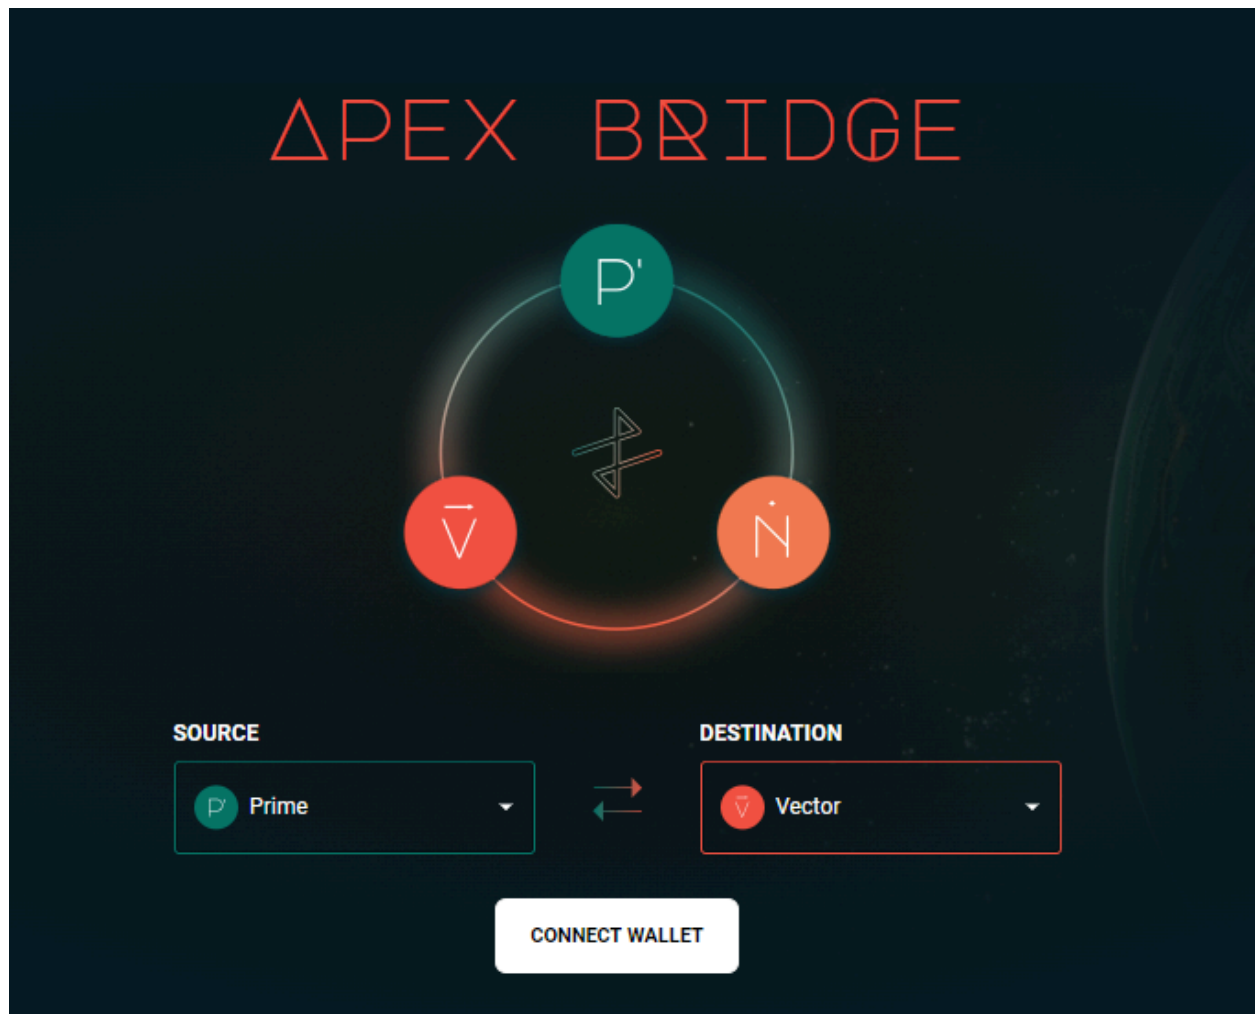 APEX BRIDGE
P'
V⃗ Ṅ
SOURCE DESTINATION
P' Prime V⃗ Vector
CONNECT WALLET